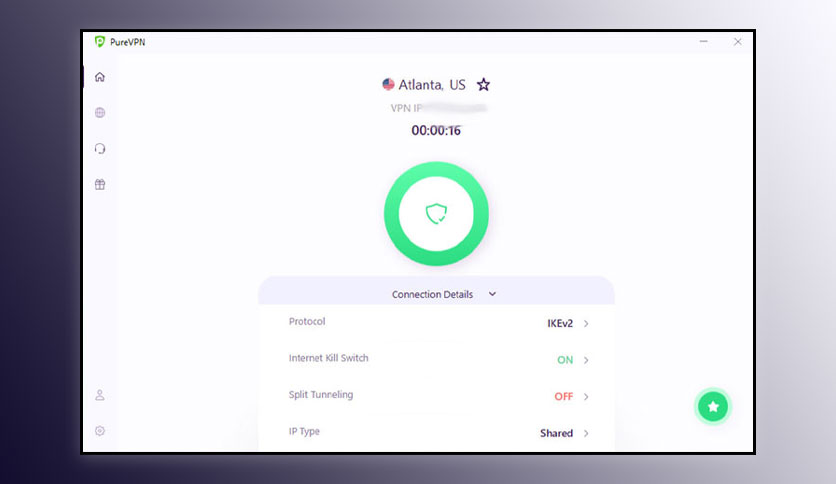 PureVPN
Atlanta, US
VPN IP
00:00:16
Connection Details
Protocol IKEv2
Internet Kill Switch ON
Split Tunneling OFF
IP Type Shared